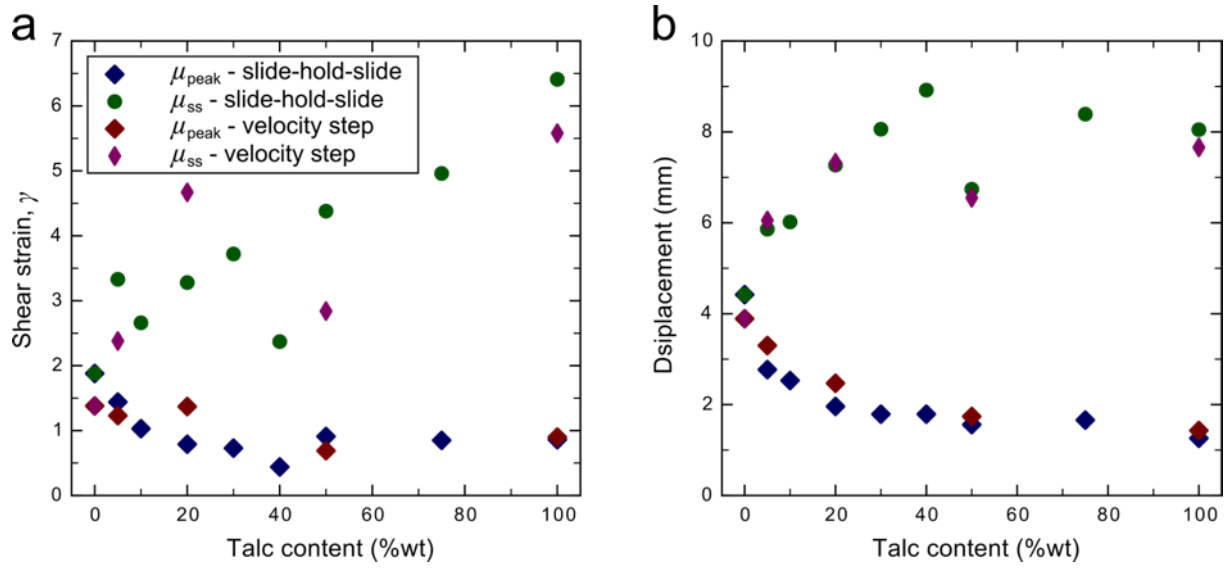 a
7
6
5
4
3
2
1
0
Shear strain, γ
μpeak - slide-hold-slide
μss - slide-hold-slide
μpeak - velocity step
μss - velocity step
0 20 40 60 80 100
Talc content (%wt)
b
10
8
6
4
2
0
Dsiplacement (mm)
0 20 40 60 80 100
Talc content (%wt)